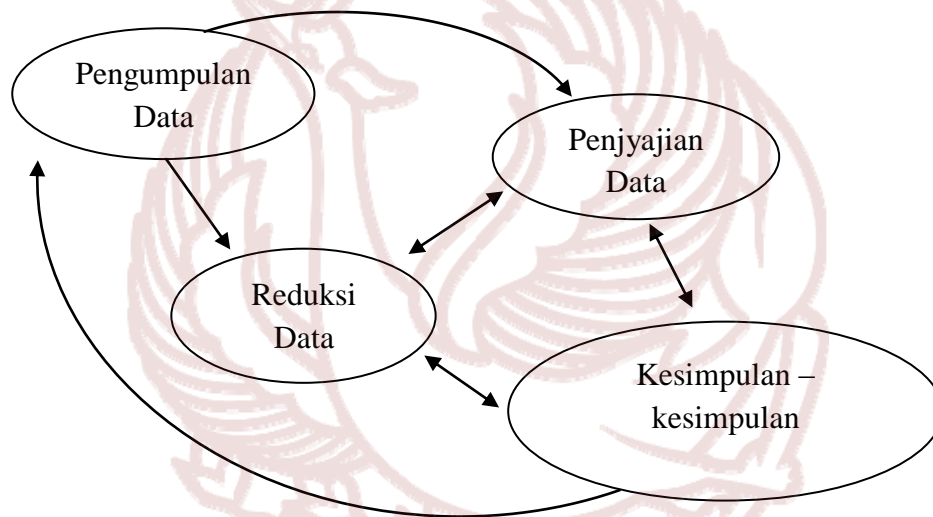 Pengumpulan
Data
Penjyajian
Data
Reduksi
Data
Kesimpulan –
kesimpulan